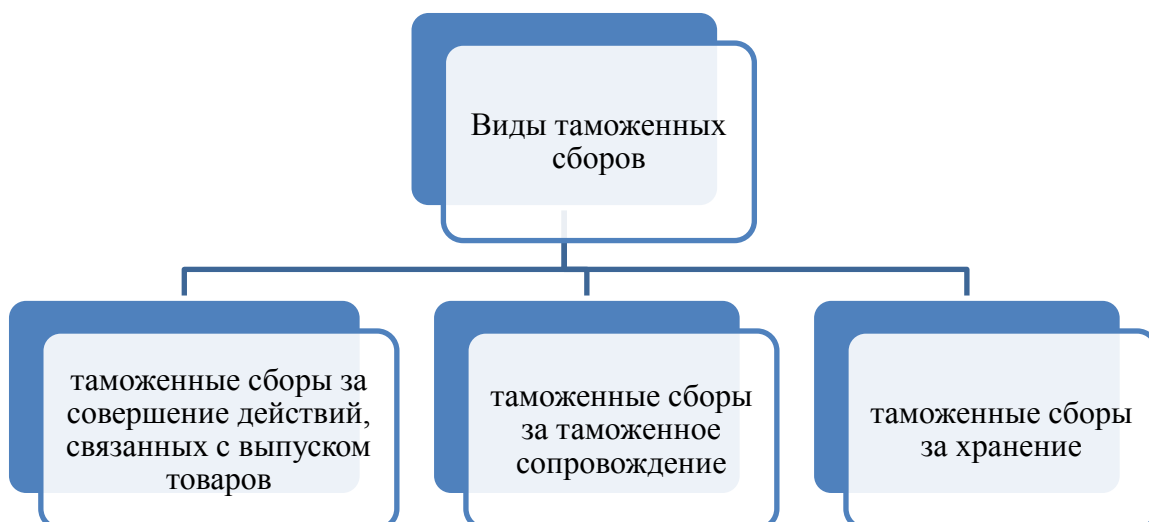 Виды таможенных
сборов
таможенные сборы за
совершение действий,
связанных с выпуском
товаров
таможенные сборы
за таможенное
сопровождение
таможенные сборы
за хранение